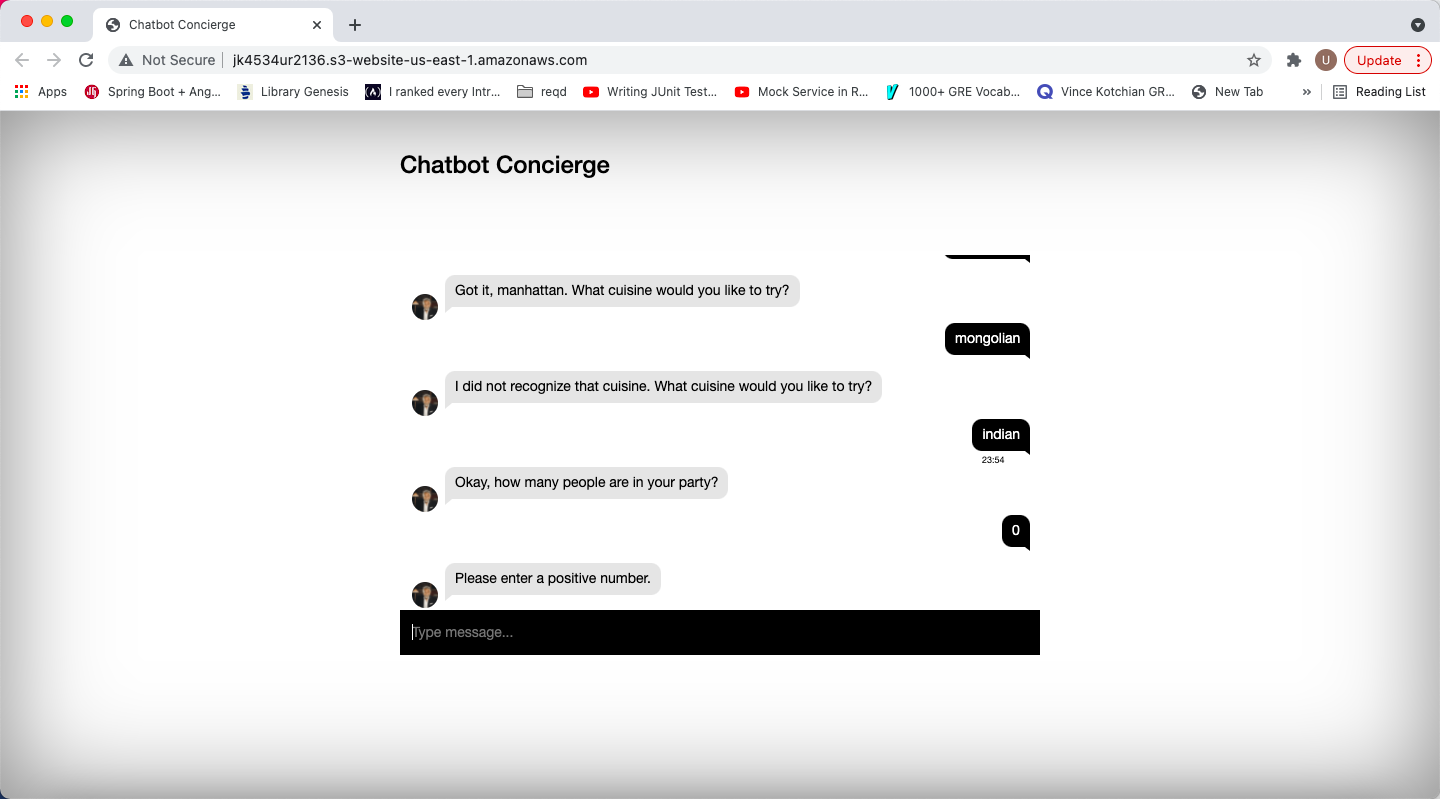 Chatbot Concierge
Not Secure jk4534ur2136.s3-website-us-east-1.amazonaws.com U Update
Apps Spring Boot + Ang... Library Genesis I ranked every Intr... reqd Writing JUnit Test... Mock Service in R... 1000+ GRE Vocab... Vince Kotchian GR... New Tab » Reading List
Chatbot Concierge
Got it, manhattan. What cuisine would you like to try?
mongolian
I did not recognize that cuisine. What cuisine would you like to try?
indian
23:54
Okay, how many people are in your party?
0
Please enter a positive number.
Type message...